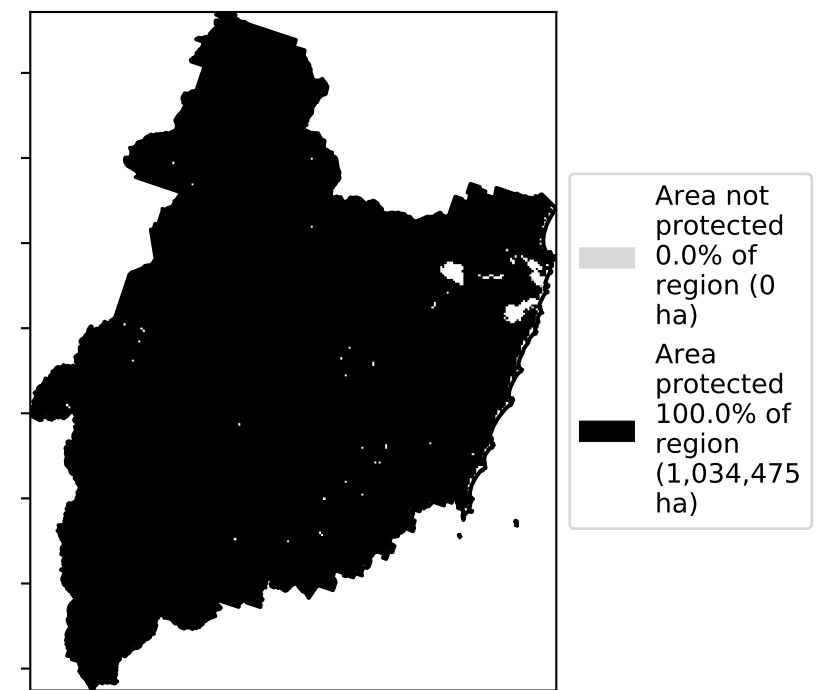 Area not
protected
0.0% of
region (0
ha)
Area
protected
100.0% of
region
(1,034,475
ha)